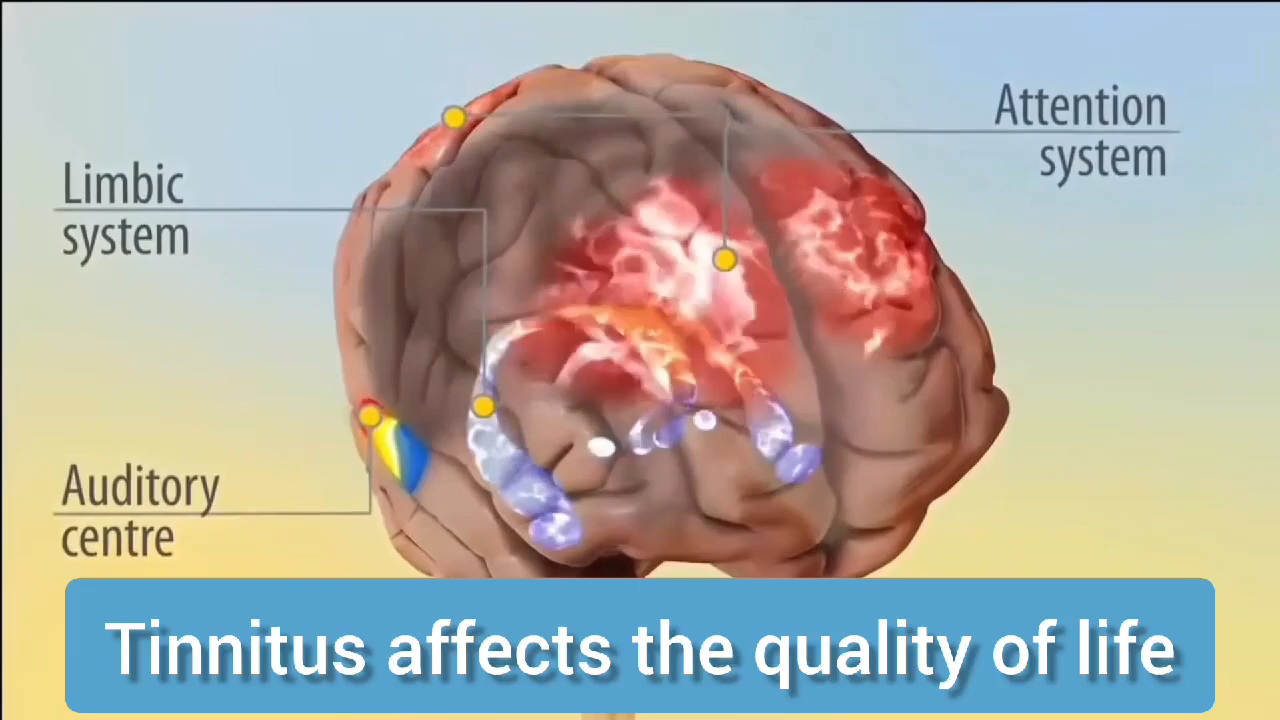 Attention
system
Limbic
system
Auditory
centre
Tinnitus affects the quality of life